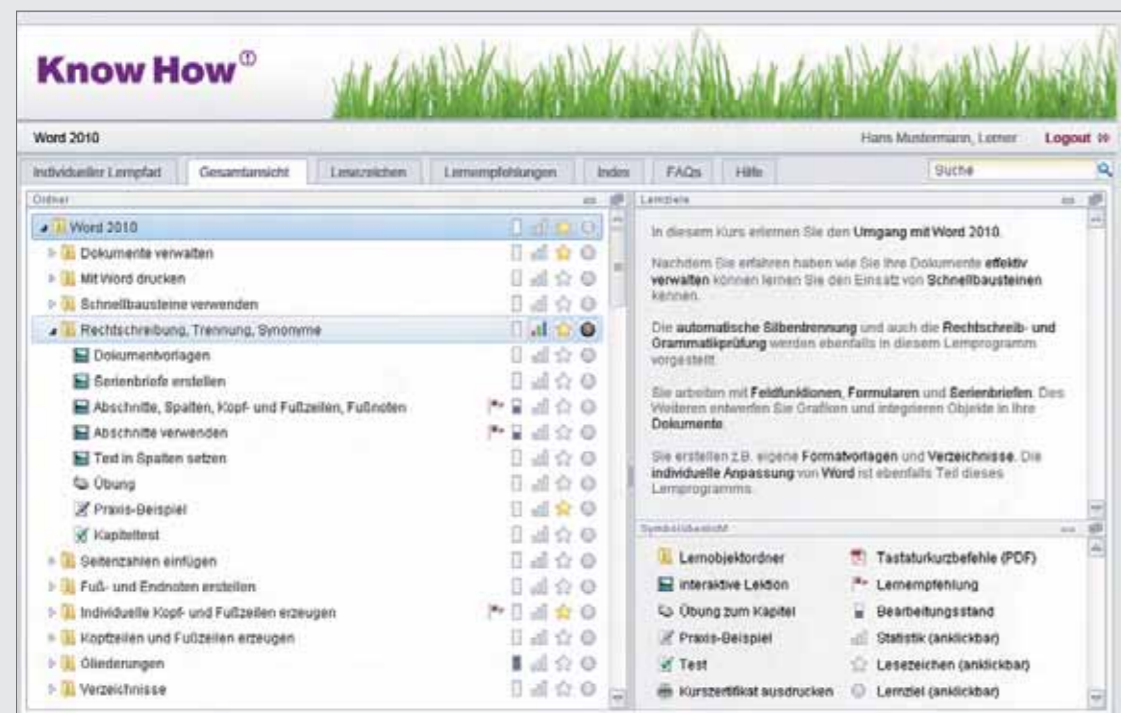 Know How
Word 2010
Hans Mustermann, Lerner Logout
Individueller Lernpfad Gesamtansicht Lesezeichen Lernempfehlungen Index FAQs Hilfe Suche
Ordner
Word 2010
Dokumente verwalten
Mit Word drucken
Schnellbausteine verwenden
Rechtschreibung, Trennung, Synomme
Dokumentvorlagen
Serienbriefe erstellen
Abschnitte, Spalten, Kopf- und Fußzeilen, Fußnoten
Abschnitte verwenden
Text in Spalten setzen
Übung
Praxis-Beispiel
Kapiteltest
Seitenzahlen einfügen
Fuß- und Endnoten erstellen
Individuelle Kopf- und Fußzeilen erzeugen
Kopfzeilen und Fußzeilen erzeugen
Gliederungen
Verzeichnisse
Lernziele
In diesem Kurs erlernen Sie den Umgang mit Word 2010.
Nachdem Sie erfahren haben wie Sie Ihre Dokumente effektiv
verwalten können lernen Sie den Einsatz von Schnellbausteinen
kennen.
Die automatische Silbentrennung und auch die Rechtschreib- und
Grammatikprüfung werden ebenfalls in diesem Lernprogramm
vorgestellt.
Sie arbeiten mit Feldfunktionen, Formularen und Serienbriefen. Des
Weiteren entwerfen Sie Grafiken und integrieren Objekte in Ihre
Dokumente.
Sie erstellen z.B. eigene Formatvorlagen und Verzeichnisse. Die
individuelle Anpassung von Word ist ebenfalls Teil dieses
Lernprogramms.
Symbolübersicht
Lernobjektordner
interaktive Lektion
Übung zum Kapitel
Praxis-Beispiel
Test
Kurszertifikat ausdrucken
Tastaturkurzbefehle (PDF)
Lernempfehlung
Bearbeitungsstand
Statistik (anklickbar)
Lesezeichen (anklickbar)
Lernziel (anklickbar)